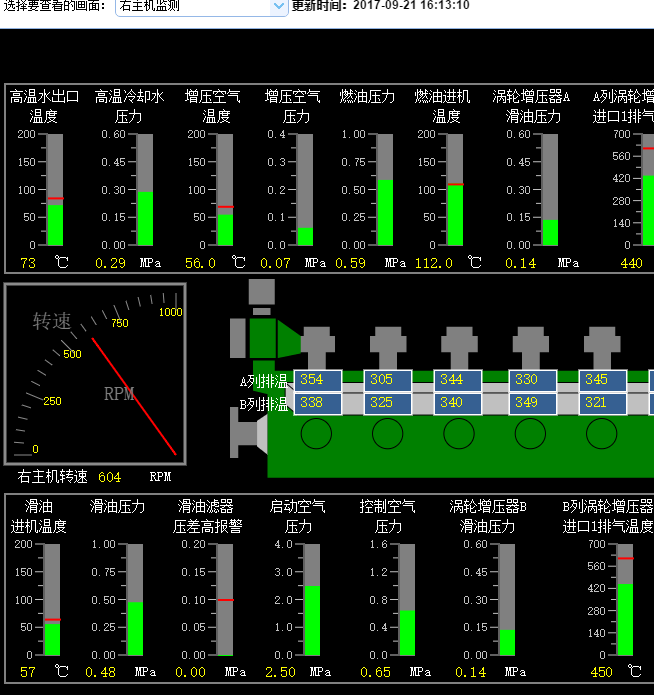 选择要查看的画面： 右主机监测 更新时间：2017-09-21 16:13:10
高温水出口 高温冷却水 增压空气 增压空气 燃油压力 燃油进机 涡轮增压器A A列涡轮增
温度 压力 温度 压力 温度 滑油压力 进口1排气
200 0.60 200 0.4 1.00 200 0.60 700
560
150 0.45 150 0.3 0.75 150 0.45
420
100 0.30 100 0.2 0.50 100 0.30
280
50 0.15 50 0.1 0.25 50 0.15
140
0 0.00 0 0.0 0.00 0 0.00 0
73 ℃ 0.29 MPa 56.0 ℃ 0.07 MPa 0.59 MPa 112.0 ℃ 0.14 MPa 440
转速
1000
750
500
250
0
RPM
右主机转速 604 RPM
A列排温 354 305 344 330 345
B列排温 338 325 340 349 321
滑油 滑油压力 滑油滤器 启动空气 控制空气 涡轮增压器B B列涡轮增压器
进机温度 压差高报警 压力 压力 滑油压力 进口1排气温度
200 1.00 0.20 4.0 1.6 0.60 700
560
150 0.75 0.15 3.0 1.2 0.45
420
100 0.50 0.10 2.0 0.8 0.30
280
50 0.25 0.05 1.0 0.4 0.15
140
0 0.00 0.00 0.0 0.0 0.00 0
57 ℃ 0.48 MPa 0.00 MPa 2.50 MPa 0.65 MPa 0.14 MPa 450 ℃